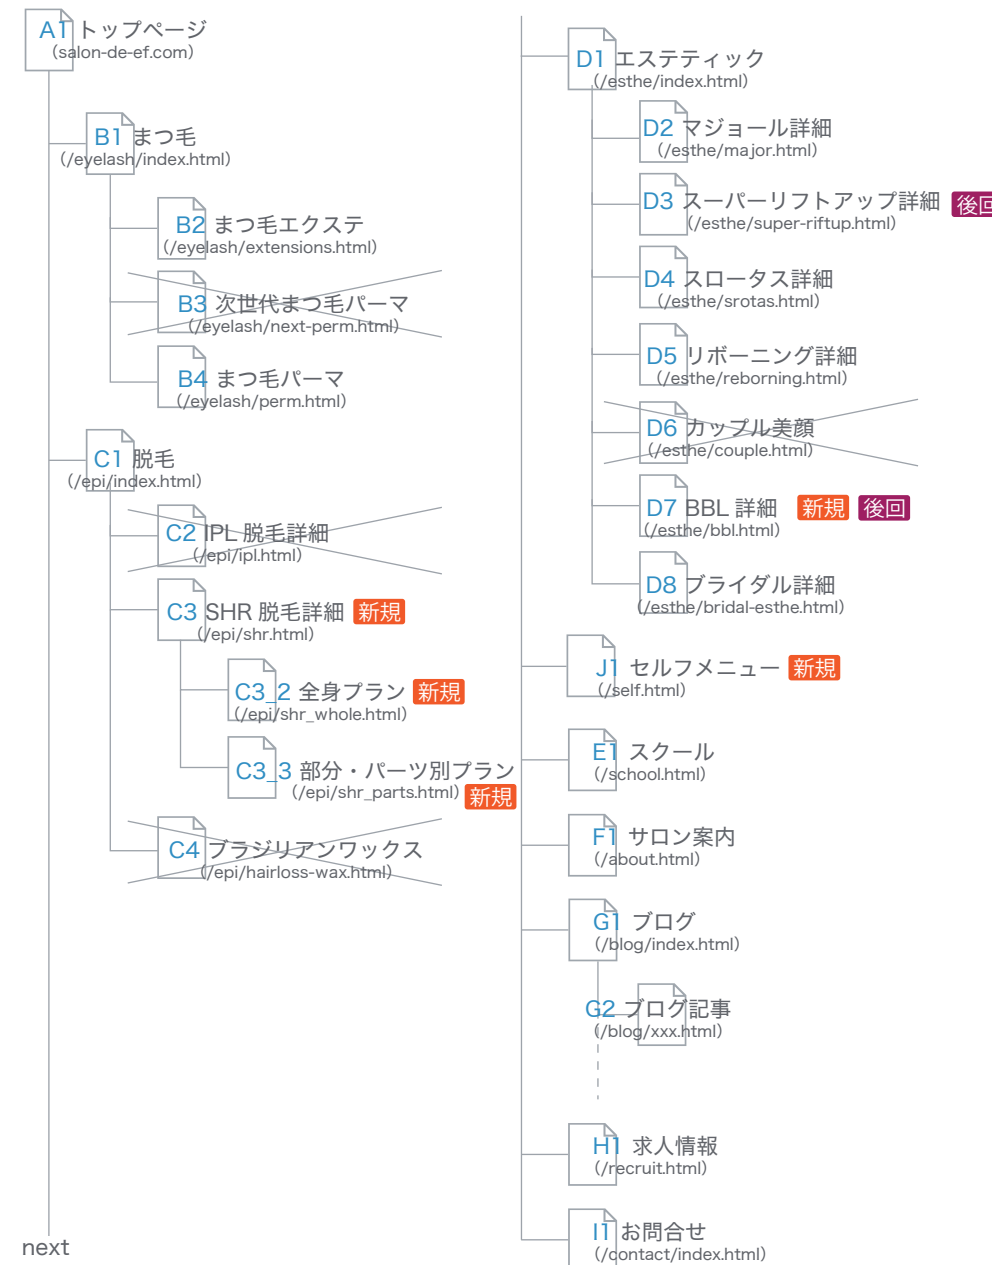 A1 トップページ
(salon-de-ef.com)
B1 まつ毛
(/eyelash/index.html)
B2 まつ毛エクステ
(/eyelash/extensions.html)
B3 次世代まつ毛パーマ
(/eyelash/next-perm.html)
B4 まつ毛パーマ
(/eyelash/perm.html)
C1 脱毛
(/epi/index.html)
C2 IPL 脱毛詳細
(/epi/ipl.html)
C3 SHR 脱毛詳細 新規
(/epi/shr.html)
C3_2 全身プラン 新規
(/epi/shr_whole.html)
C3_3 部分・パーツ別プラン
(/epi/shr_parts.html) 新規
C4 ブラジリアンワックス
(/epi/hairloss-wax.html)
next
D1 エステティック
(/esthe/index.html)
D2 マジョール詳細
(/esthe/major.html)
D3 スーパーリフトアップ詳細 後回
(/esthe/super-riftup.html)
D4 スロータス詳細
(/esthe/srotas.html)
D5 リボーニング詳細
(/esthe/reborning.html)
D6 カップル美顔
(/esthe/couple.html)
D7 BBL 詳細 新規 後回
(/esthe/bbl.html)
D8 ブライダル詳細
(/esthe/bridal-esthe.html)
J1 セルフメニュー 新規
(/self.html)
E1 スクール
(/school.html)
F1 サロン案内
(/about.html)
G1 ブログ
(/blog/index.html)
G2 ブログ記事
(/blog/xxx.html)
H1 求人情報
(/recruit.html)
I1 お問合せ
(/contact/index.html)